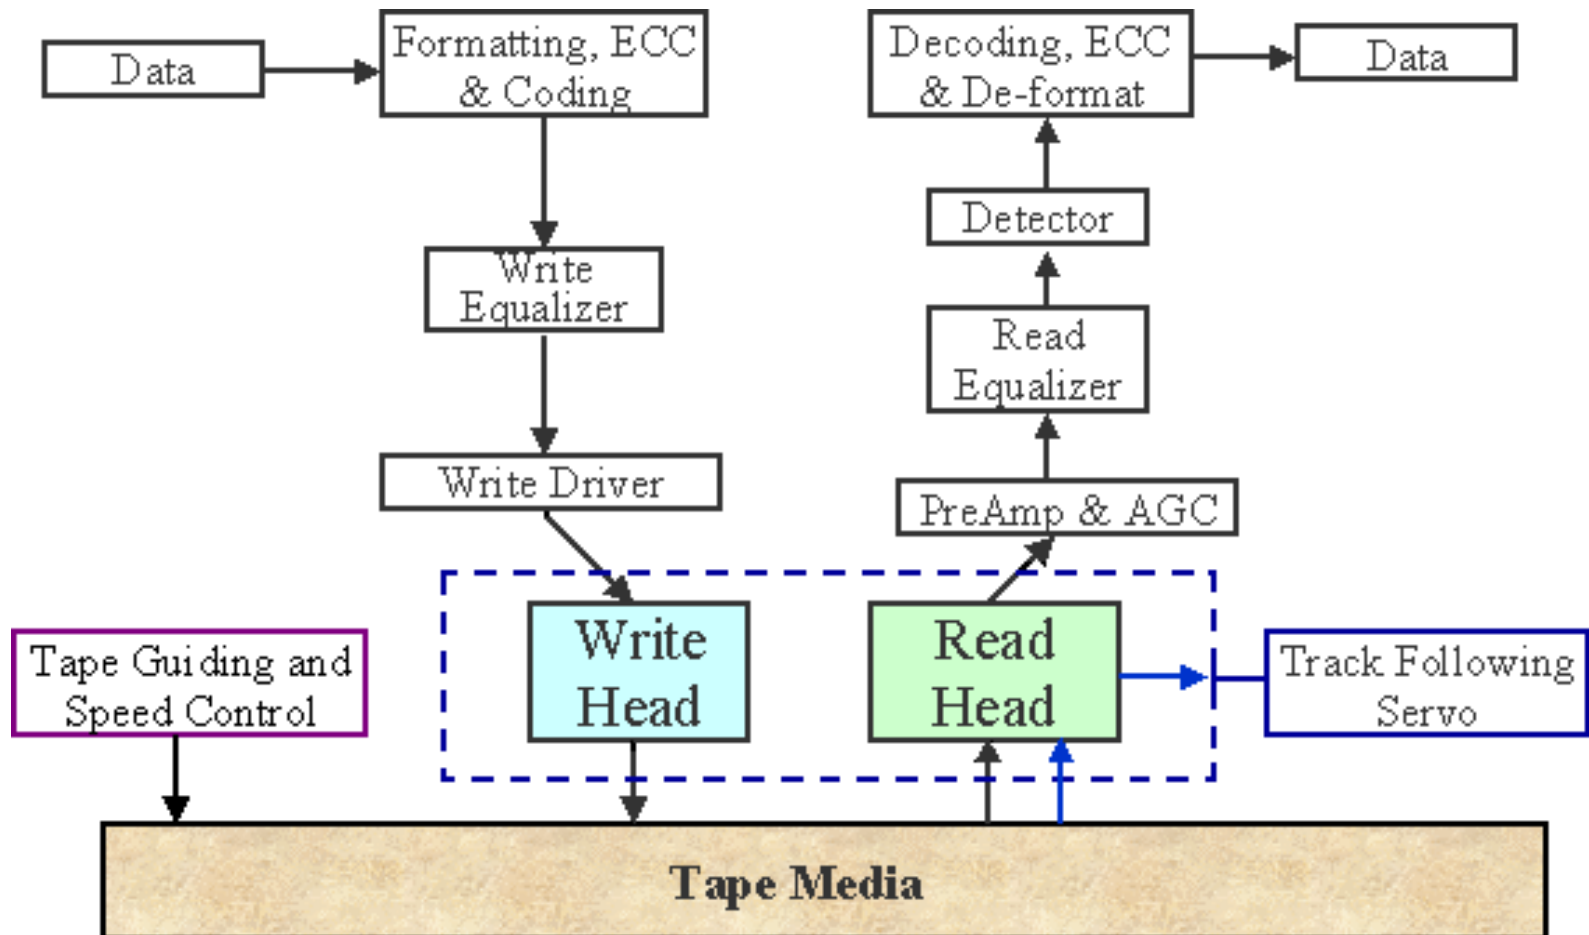 Data
Formatting, ECC
& Coding
Write
Equalizer
Write Driver
Write
Head
Tape Guiding and
Speed Control
Tape Media
Read
Head
Track Following
Servo
PreAmp & AGC
Read
Equalizer
Detector
Decoding, ECC
& De-format
Data